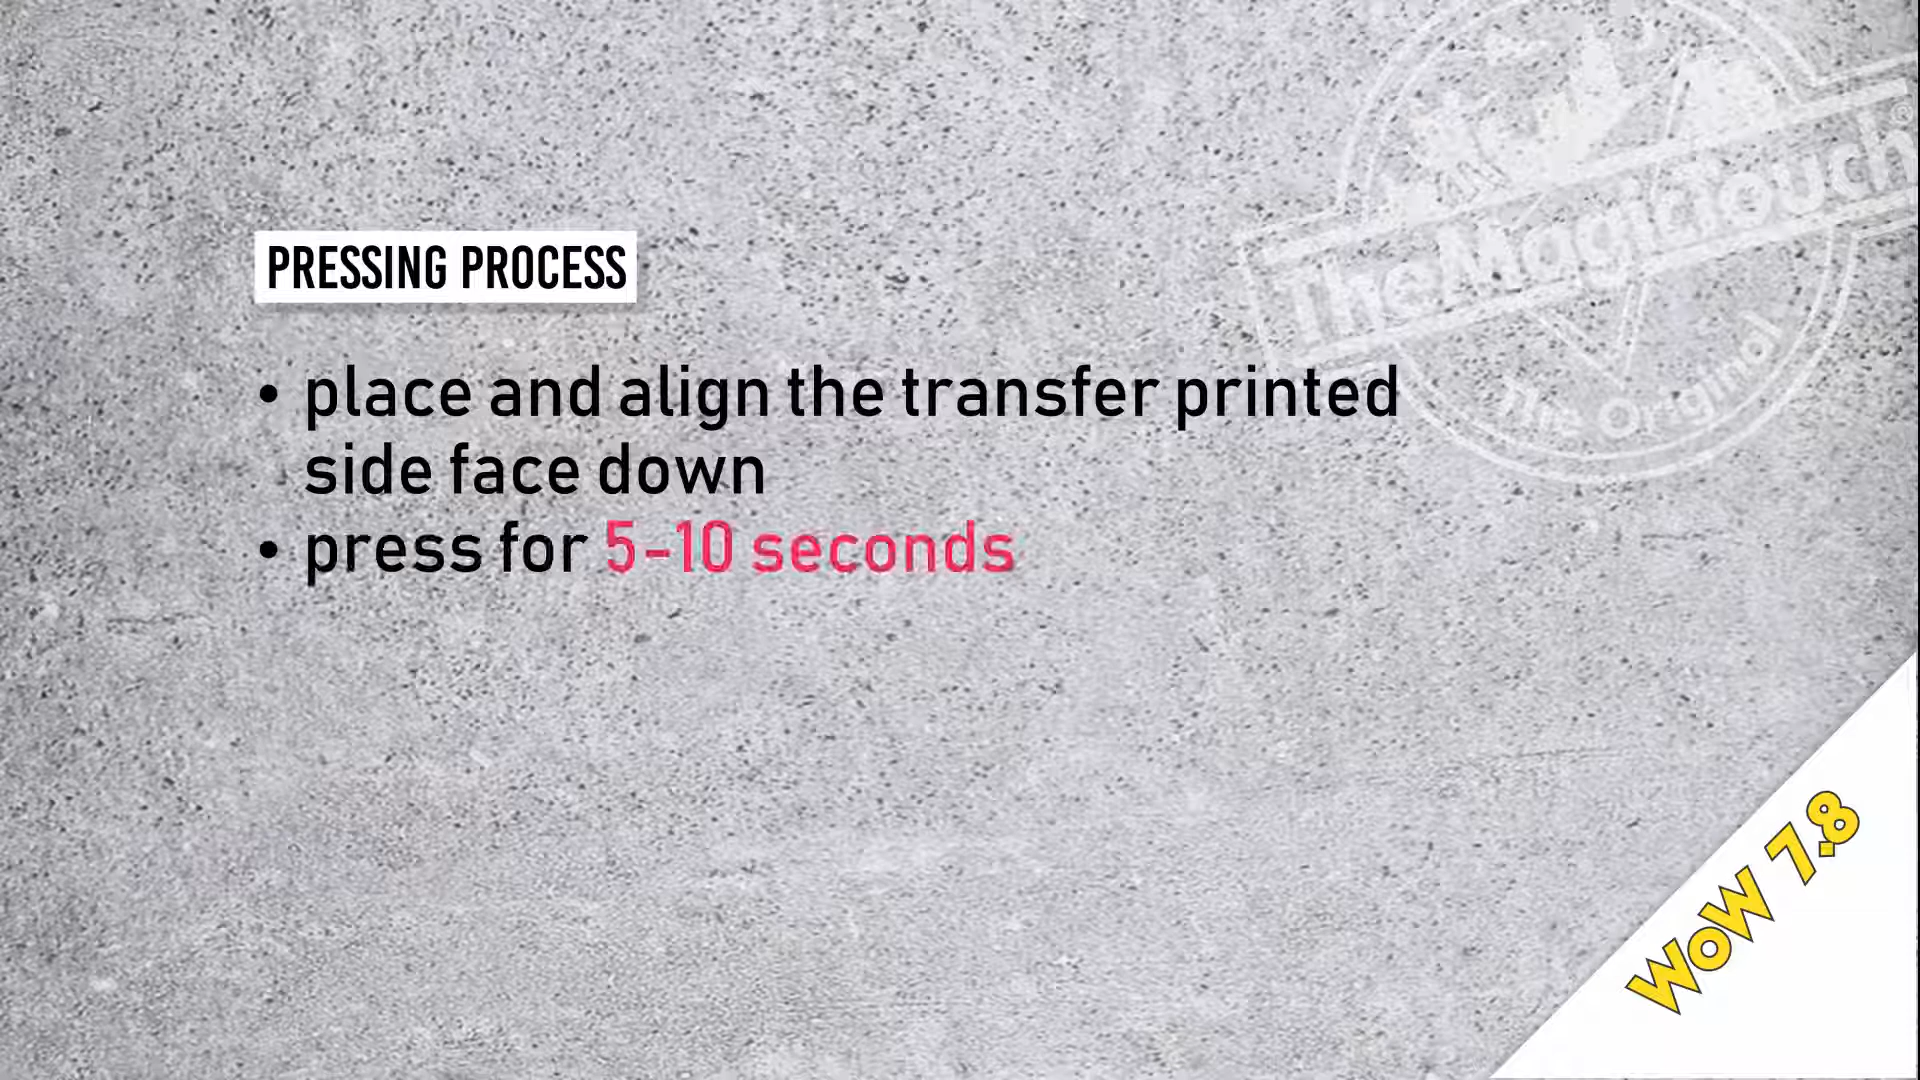 TheMagicTouch®
The Original
PRESSING PROCESS
• place and align the transfer printed
side face down
• press for 5-10 seconds
WoW 7.8